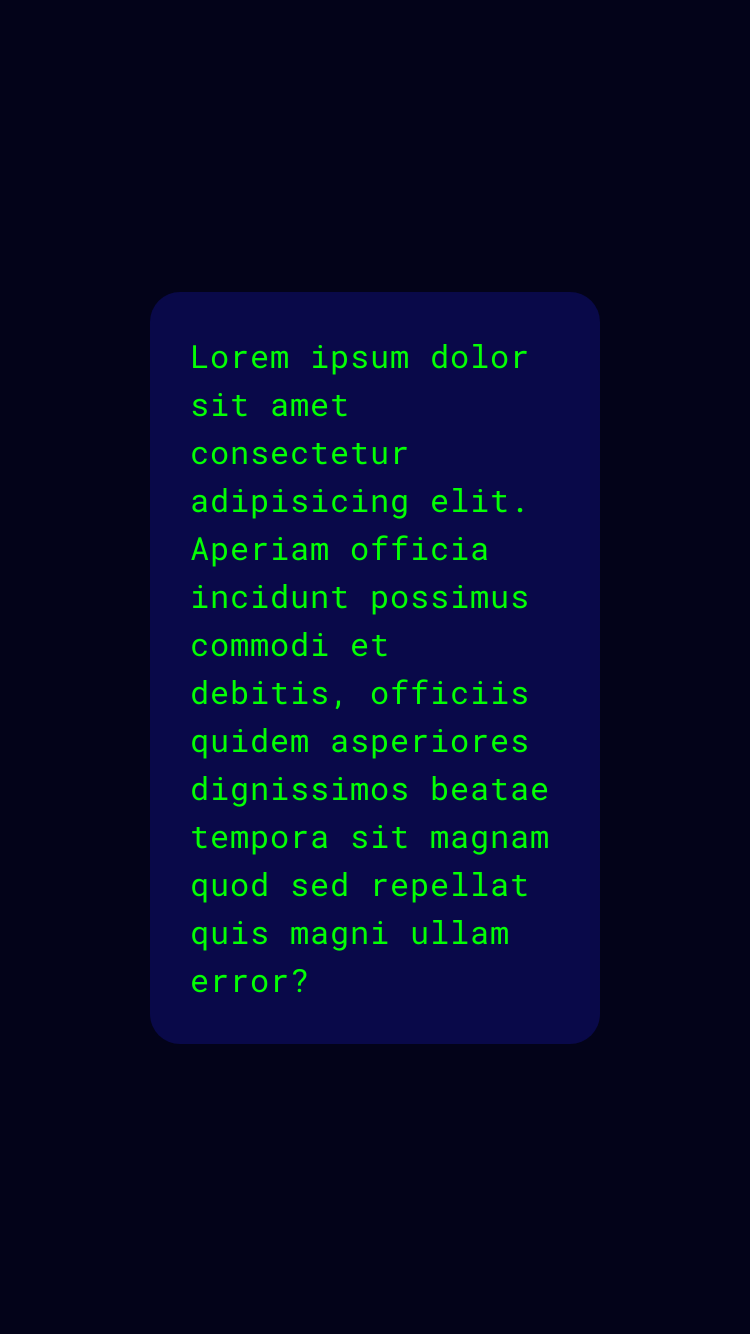 Lorem ipsum dolor
sit amet
consectetur
adipisicing elit.
Aperiam officia
incidunt possimus
commodi et
debitis, officiis
quidem asperiores
dignissimos beatae
tempora sit magnam
quod sed repellat
quis magni ullam
error?